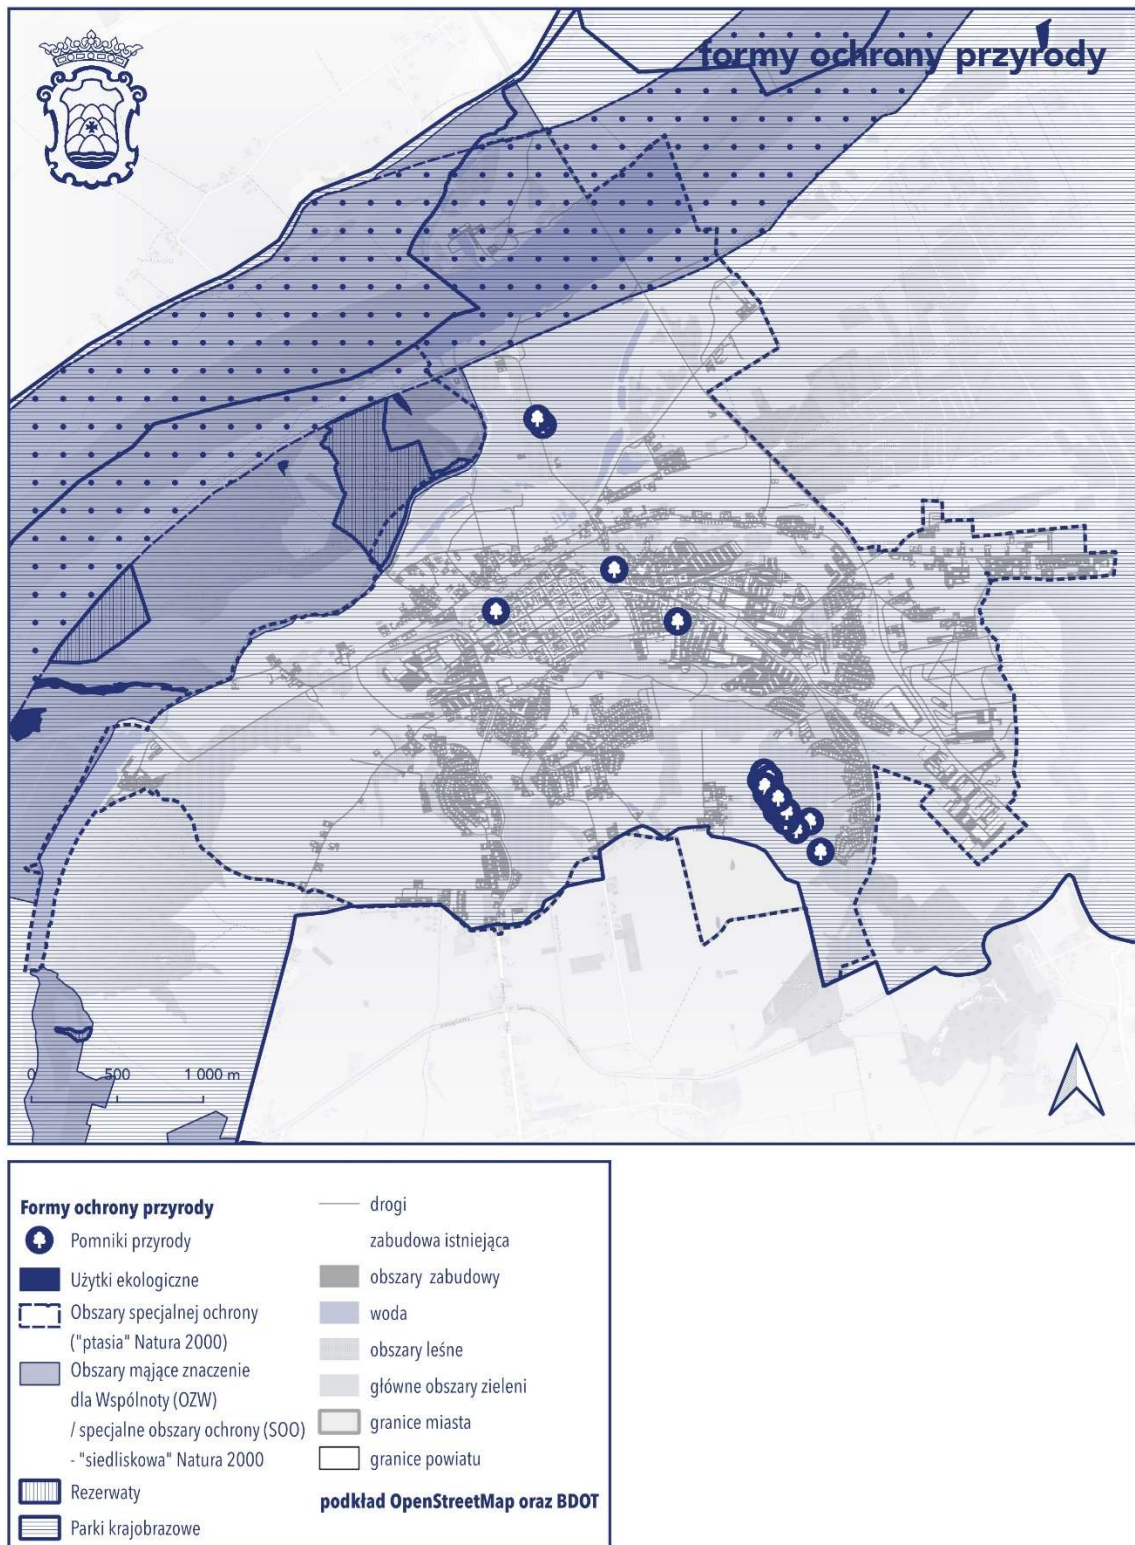 formy ochrany przyrody
0 500 1 000 m
Formy ochrony przyrody
Pomniki przyrody
Użytki ekologiczne
Obszary specjalnej ochrony
("ptasia" Natura 2000)
Obszary mające znaczenie
dla Wspólnoty (OZW)
/ specjalne obszary ochrony (SOO)
- "siedliskowa" Natura 2000
Rezerwaty
Parki krajobrazowe
drogi
zabudowa istniejąca
obszary zabudowy
woda
obszary leśne
główne obszary zieleni
granice miasta
granice powiatu
podkład OpenStreetMap oraz BDOT